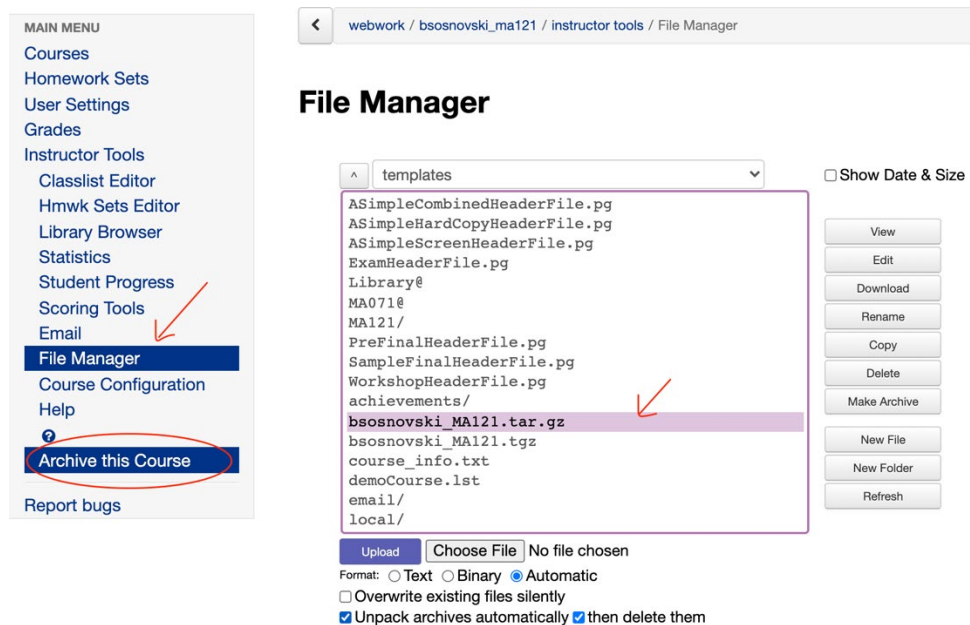 MAIN MENU
Courses
Homework Sets
User Settings
Grades
Instructor Tools
Classlist Editor
Hmwk Sets Editor
Library Browser
Statistics
Student Progress
Scoring Tools
Email
File Manager
Course Configuration
Help
?
Archive this Course
Report bugs
webwork / bsosnovski_ma121 / instructor tools / File Manager
File Manager
^ templates
Show Date & Size
ASimpleCombinedHeaderFile.pg
ASimpleHardCopyHeaderFile.pg
ASimpleScreenHeaderFile.pg
ExamHeaderFile.pg
Library@
MA071@
MA121/
PreFinalHeaderFile.pg
SampleFinalHeaderFile.pg
WorkshopHeaderFile.pg
achievements/
bsosnovski_MA121.tar.gz
bsosnovski_MA121.tgz
course_info.txt
demoCourse.lst
email/
local/
View
Edit
Download
Rename
Copy
Delete
Make Archive
New File
New Folder
Refresh
Upload Choose File No file chosen
Format: Text Binary Automatic
Overwrite existing files silently
Unpack archives automatically then delete them